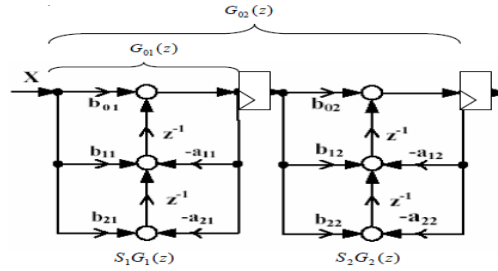 G₀₂(z)
G₀₁(z)
X
b₀₁
b₀₂
z⁻¹
z⁻¹
b₁₁
-a₁₁
b₁₂
-a₁₂
z⁻¹
z⁻¹
b₂₁
-a₂₁
b₂₂
-a₂₂
S₁G₁(z)
S₂G₂(z)